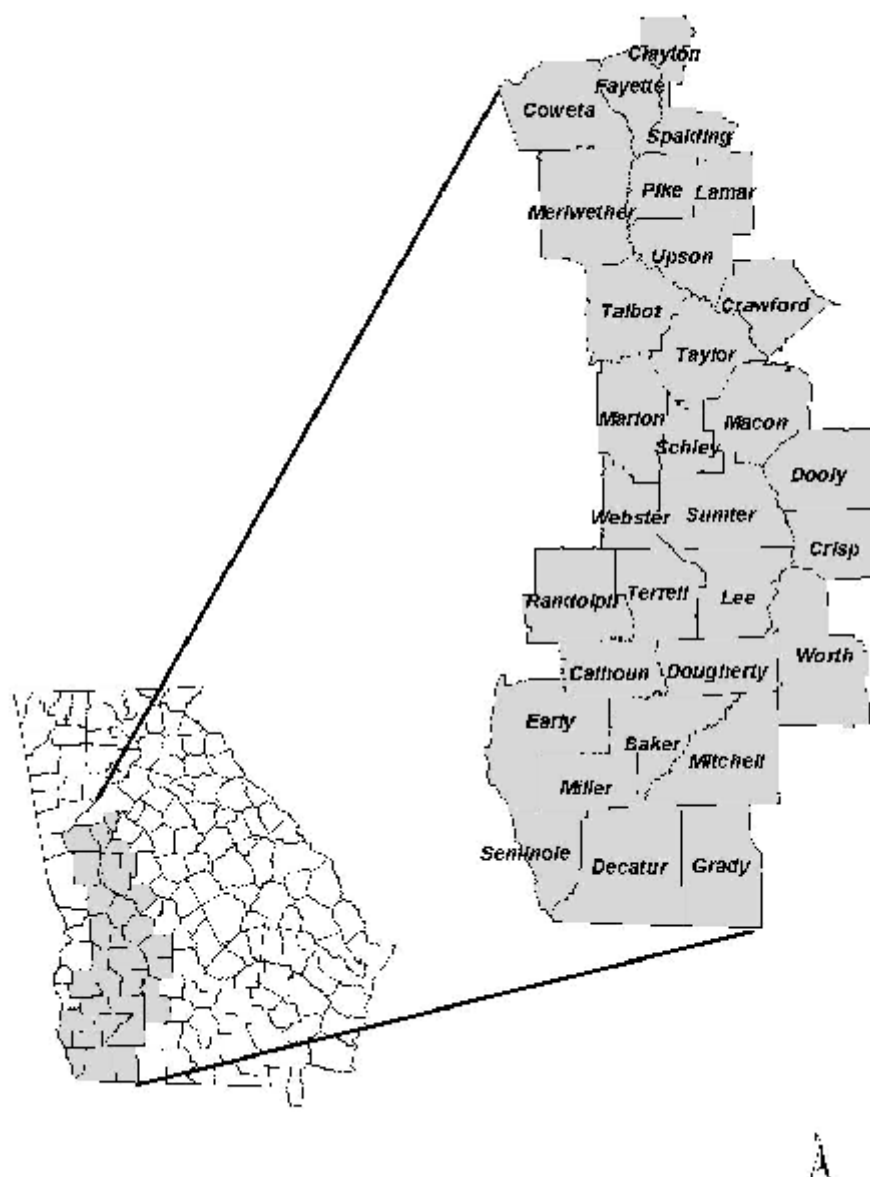 Clayton
Fayette
Coweta
Spalding
Pike
Lamar
Meriwether
Upson
Talbot
Crawford
Taylor
Marion
Macon
Schley
Dooly
Webster
Sumter
Crisp
Randolph
Terrell
Lee
Calhoun
Dougherty
Worth
Early
Baker
Mitchell
Miller
Seminole
Decatur
Grady